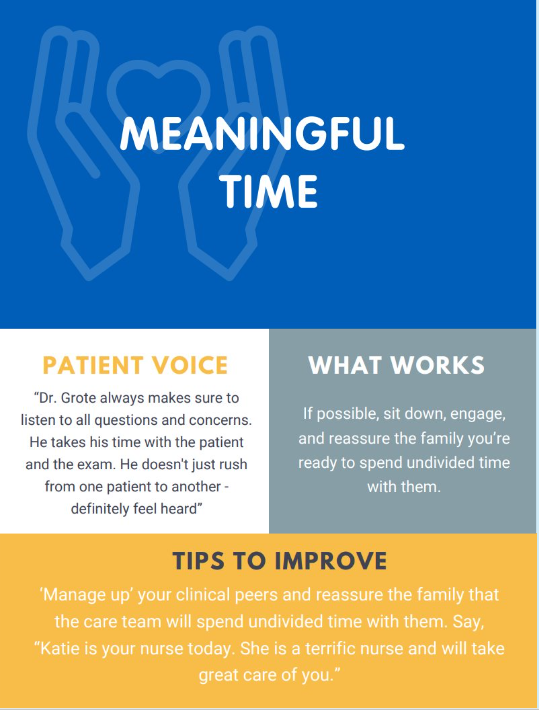 MEANINGFUL
TIME
PATIENT VOICE
“Dr. Grote always makes sure to
listen to all questions and concerns.
He takes his time with the patient
and the exam. He doesn't just rush
from one patient to another -
definitely feel heard”
WHAT WORKS
If possible, sit down, engage,
and reassure the family you’re
ready to spend undivided time
with them.
TIPS TO IMPROVE
‘Manage up’ your clinical peers and reassure the family that
the care team will spend undivided time with them. Say,
“Katie is your nurse today. She is a terrific nurse and will take
great care of you.”